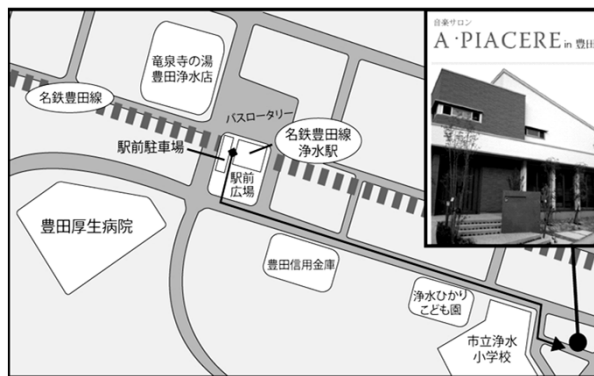 音楽サロン
A・PIACERE in 豊田
竜泉寺の湯
豊田浄水店
名鉄豊田線
バスロータリー
名鉄豊田線
浄水駅
駅前駐車場
駅前
広場
豊田厚生病院
豊田信用金庫
浄水ひかり
こども園
市立浄水
小学校